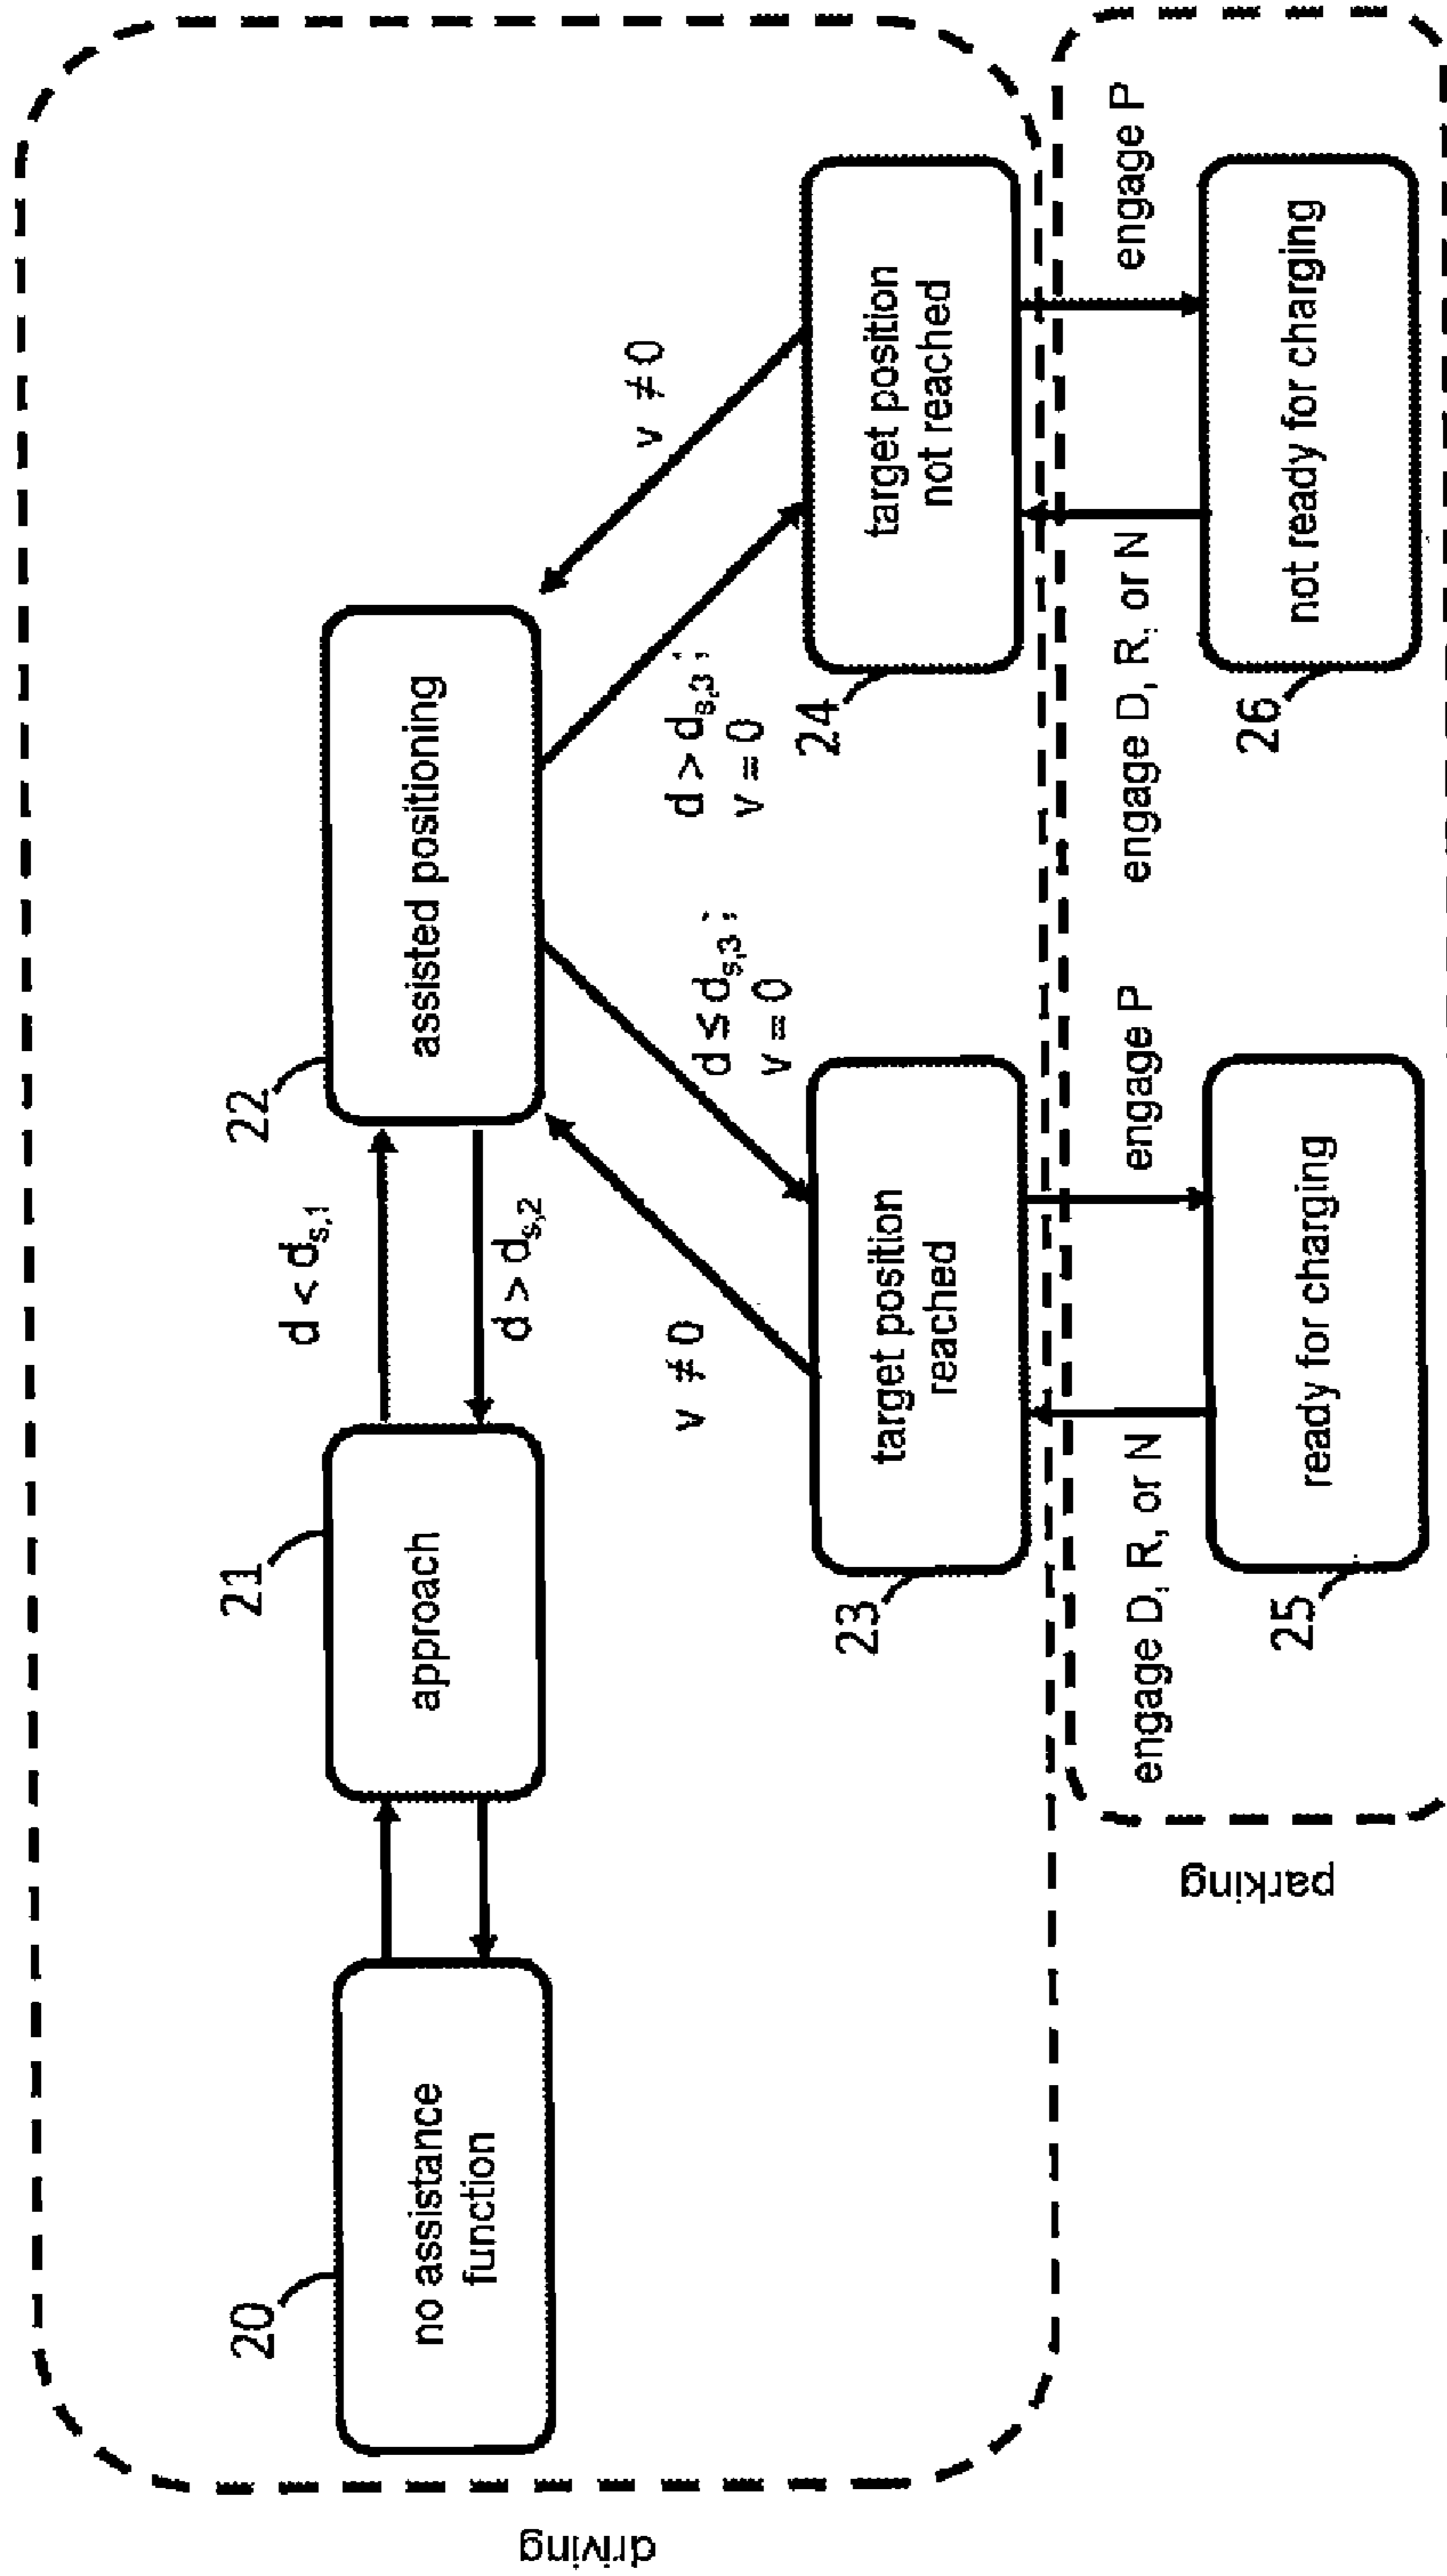 driving
20
no assistance
function
21
approach
d < ds,1
d > ds,2
22
assisted positioning
v ≠ 0
d ≤ ds,3;
v = 0
d > ds,3;
v = 0
v ≠ 0
23
target position
reached
24
target position
not reached
parking
engage D, R, or N
engage P
engage D, R, or N
engage P
25
ready for charging
26
not ready for charging